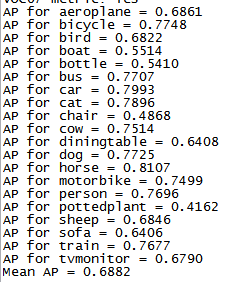 VOC07 metric? Yes
AP for aeroplane = 0.6861
AP for bicycle = 0.7748
AP for bird = 0.6822
AP for boat = 0.5514
AP for bottle = 0.5410
AP for bus = 0.7707
AP for car = 0.7993
AP for cat = 0.7896
AP for chair = 0.4868
AP for cow = 0.7514
AP for diningtable = 0.6408
AP for dog = 0.7725
AP for horse = 0.8107
AP for motorbike = 0.7499
AP for person = 0.7696
AP for pottedplant = 0.4162
AP for sheep = 0.6846
AP for sofa = 0.6406
AP for train = 0.7677
AP for tvmonitor = 0.6790
Mean AP = 0.6882